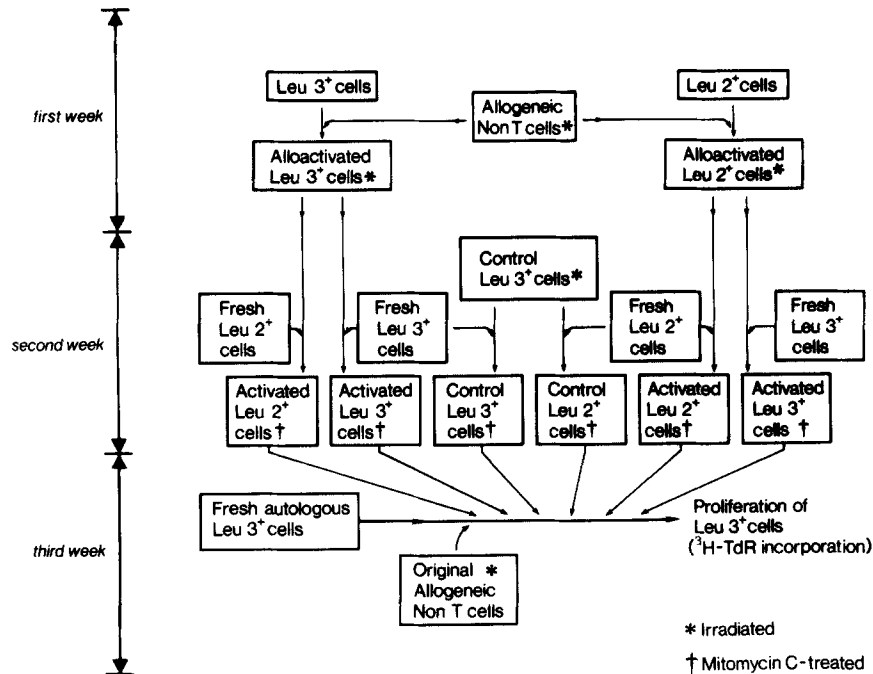 first week
Leu 3⁺ cells
Allogeneic
Non T cells*
Leu 2⁺ cells
Alloactivated
Leu 3⁺ cells*
Alloactivated
Leu 2⁺ cells*
second week
Control
Leu 3⁺ cells*
Fresh
Leu 2⁺
cells
Fresh
Leu 3⁺
cells
Fresh
Leu 2⁺
cells
Fresh
Leu 3⁺
cells
Activated
Leu 2⁺
cells†
Activated
Leu 3⁺
cells†
Control
Leu 3⁺
cells†
Control
Leu 2⁺
cells†
Activated
Leu 2⁺
cells†
Activated
Leu 3⁺
cells †
third week
Fresh autologous
Leu 3⁺ cells
Proliferation of
Leu 3⁺ cells
(³H-TdR incorporation)
Original *
Allogeneic
Non T cells
* Irradiated
† Mitomycin C-treated